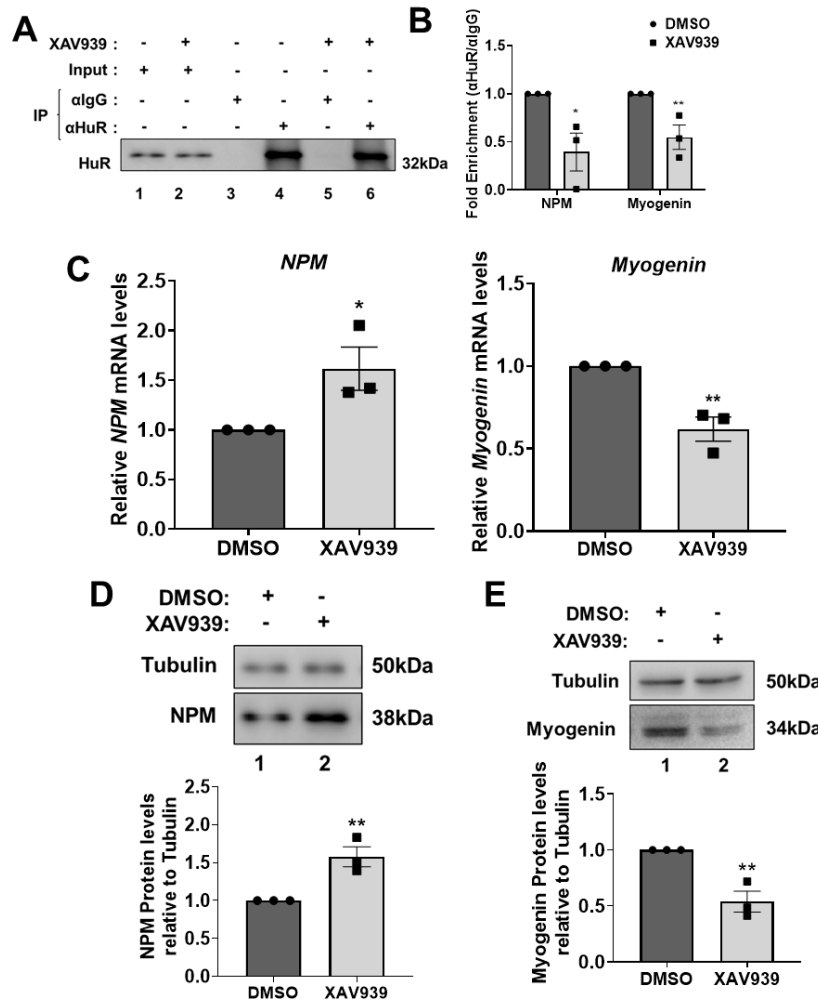 A
XAV939 : - + - - + +
Input : + + - - - -
IP
αIgG : - - + - + -
αHuR : - - - + - +
HuR
32kDa
1 2 3 4 5 6
B
DMSO
XAV939
Fold Enrichment (αHuR/αIgG)
1.5
1.0
0.5
0.0
*
**
NPM Myogenin
C
NPM
Relative NPM mRNA levels
2.5
2.0
1.5
1.0
0.5
0.0
*
DMSO XAV939
Myogenin
Relative Myogenin mRNA levels
1.5
1.0
0.5
0.0
**
DMSO XAV939
D
DMSO: + -
XAV939: - +
Tubulin 50kDa
NPM 38kDa
1 2
NPM Protein levels
relative to Tubulin
2.5
2.0
1.5
1.0
0.5
0.0
**
DMSO XAV939
E
DMSO: + -
XAV939: - +
Tubulin 50kDa
Myogenin 34kDa
1 2
Myogenin Protein levels
relative to Tubulin
1.5
1.0
0.5
0.0
**
DMSO XAV939